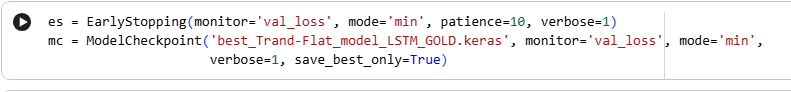 es = EarlyStopping(monitor='val_loss', mode='min', patience=10, verbose=1)
mc = ModelCheckpoint('best_Trand-Flat_model_LSTM_GOLD.keras', monitor='val_loss', mode='min',
verbose=1, save_best_only=True)